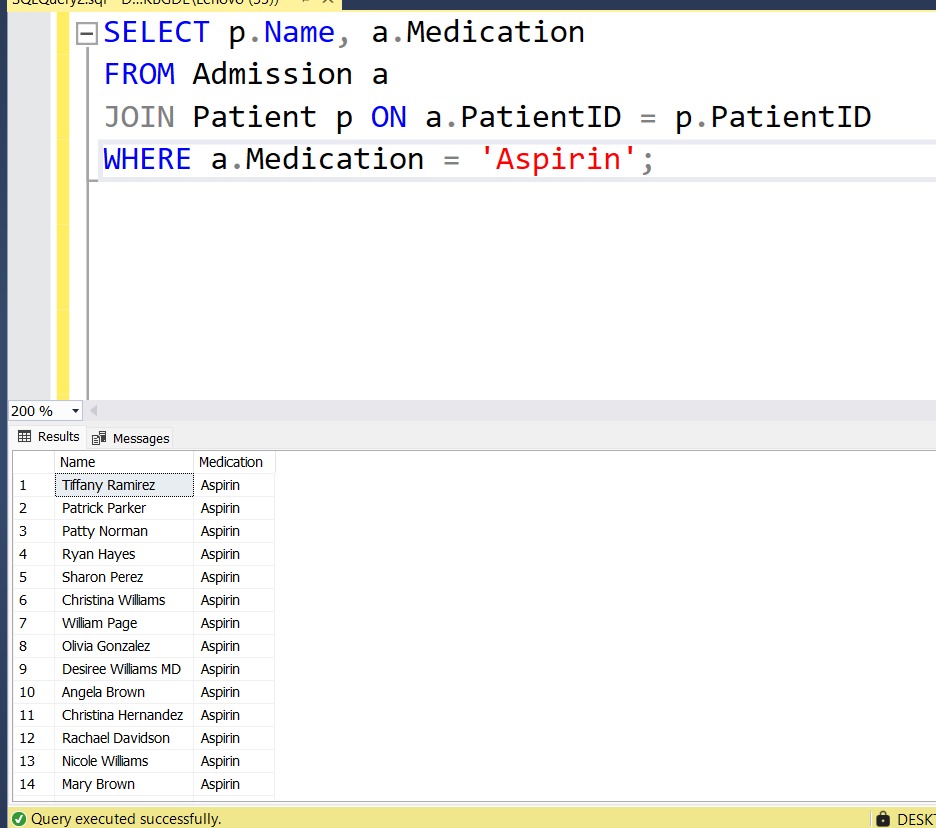 SQLQuery2.sql - D...RBGDE\Lenovo (53))
SELECT p.Name, a.Medication
FROM Admission a
JOIN Patient p ON a.PatientID = p.PatientID
WHERE a.Medication = 'Aspirin';
200 %
Results Messages
Name Medication
1 Tiffany Ramirez Aspirin
2 Patrick Parker Aspirin
3 Patty Norman Aspirin
4 Ryan Hayes Aspirin
5 Sharon Perez Aspirin
6 Christina Williams Aspirin
7 William Page Aspirin
8 Olivia Gonzalez Aspirin
9 Desiree Williams MD Aspirin
10 Angela Brown Aspirin
11 Christina Hernandez Aspirin
12 Rachael Davidson Aspirin
13 Nicole Williams Aspirin
14 Mary Brown Aspirin
Query executed successfully. DESKT